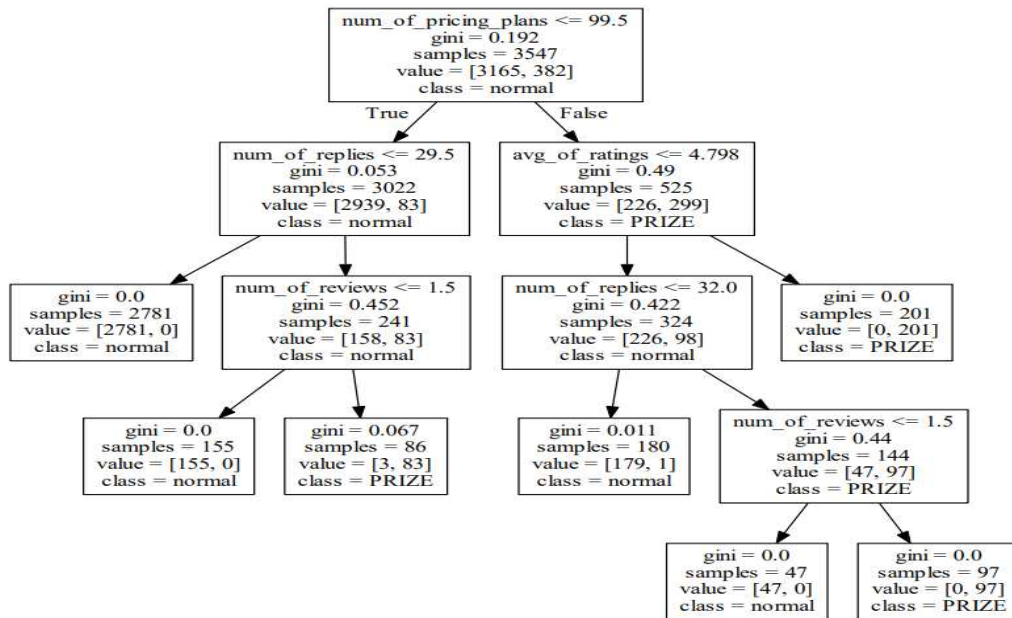 num_of_pricing_plans <= 99.5
gini = 0.192
samples = 3547
value = [3165, 382]
class = normal
True
False
num_of_replies <= 29.5
gini = 0.053
samples = 3022
value = [2939, 83]
class = normal
avg_of_ratings <= 4.798
gini = 0.49
samples = 525
value = [226, 299]
class = PRIZE
gini = 0.0
samples = 2781
value = [2781, 0]
class = normal
num_of_reviews <= 1.5
gini = 0.452
samples = 241
value = [158, 83]
class = normal
num_of_replies <= 32.0
gini = 0.422
samples = 324
value = [226, 98]
class = normal
gini = 0.0
samples = 201
value = [0, 201]
class = PRIZE
gini = 0.0
samples = 155
value = [155, 0]
class = normal
gini = 0.067
samples = 86
value = [3, 83]
class = PRIZE
gini = 0.011
samples = 180
value = [179, 1]
class = normal
num_of_reviews <= 1.5
gini = 0.44
samples = 144
value = [47, 97]
class = PRIZE
gini = 0.0
samples = 47
value = [47, 0]
class = normal
gini = 0.0
samples = 97
value = [0, 97]
class = PRIZE